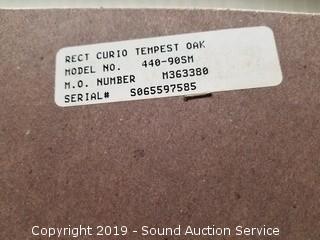 RECT CURIO TEMPEST OAK
MODEL NO. 440-90SM
M.O. NUMBER M363380
SERIAL# S065597585
Copyright 2019 - Sound Auction Service